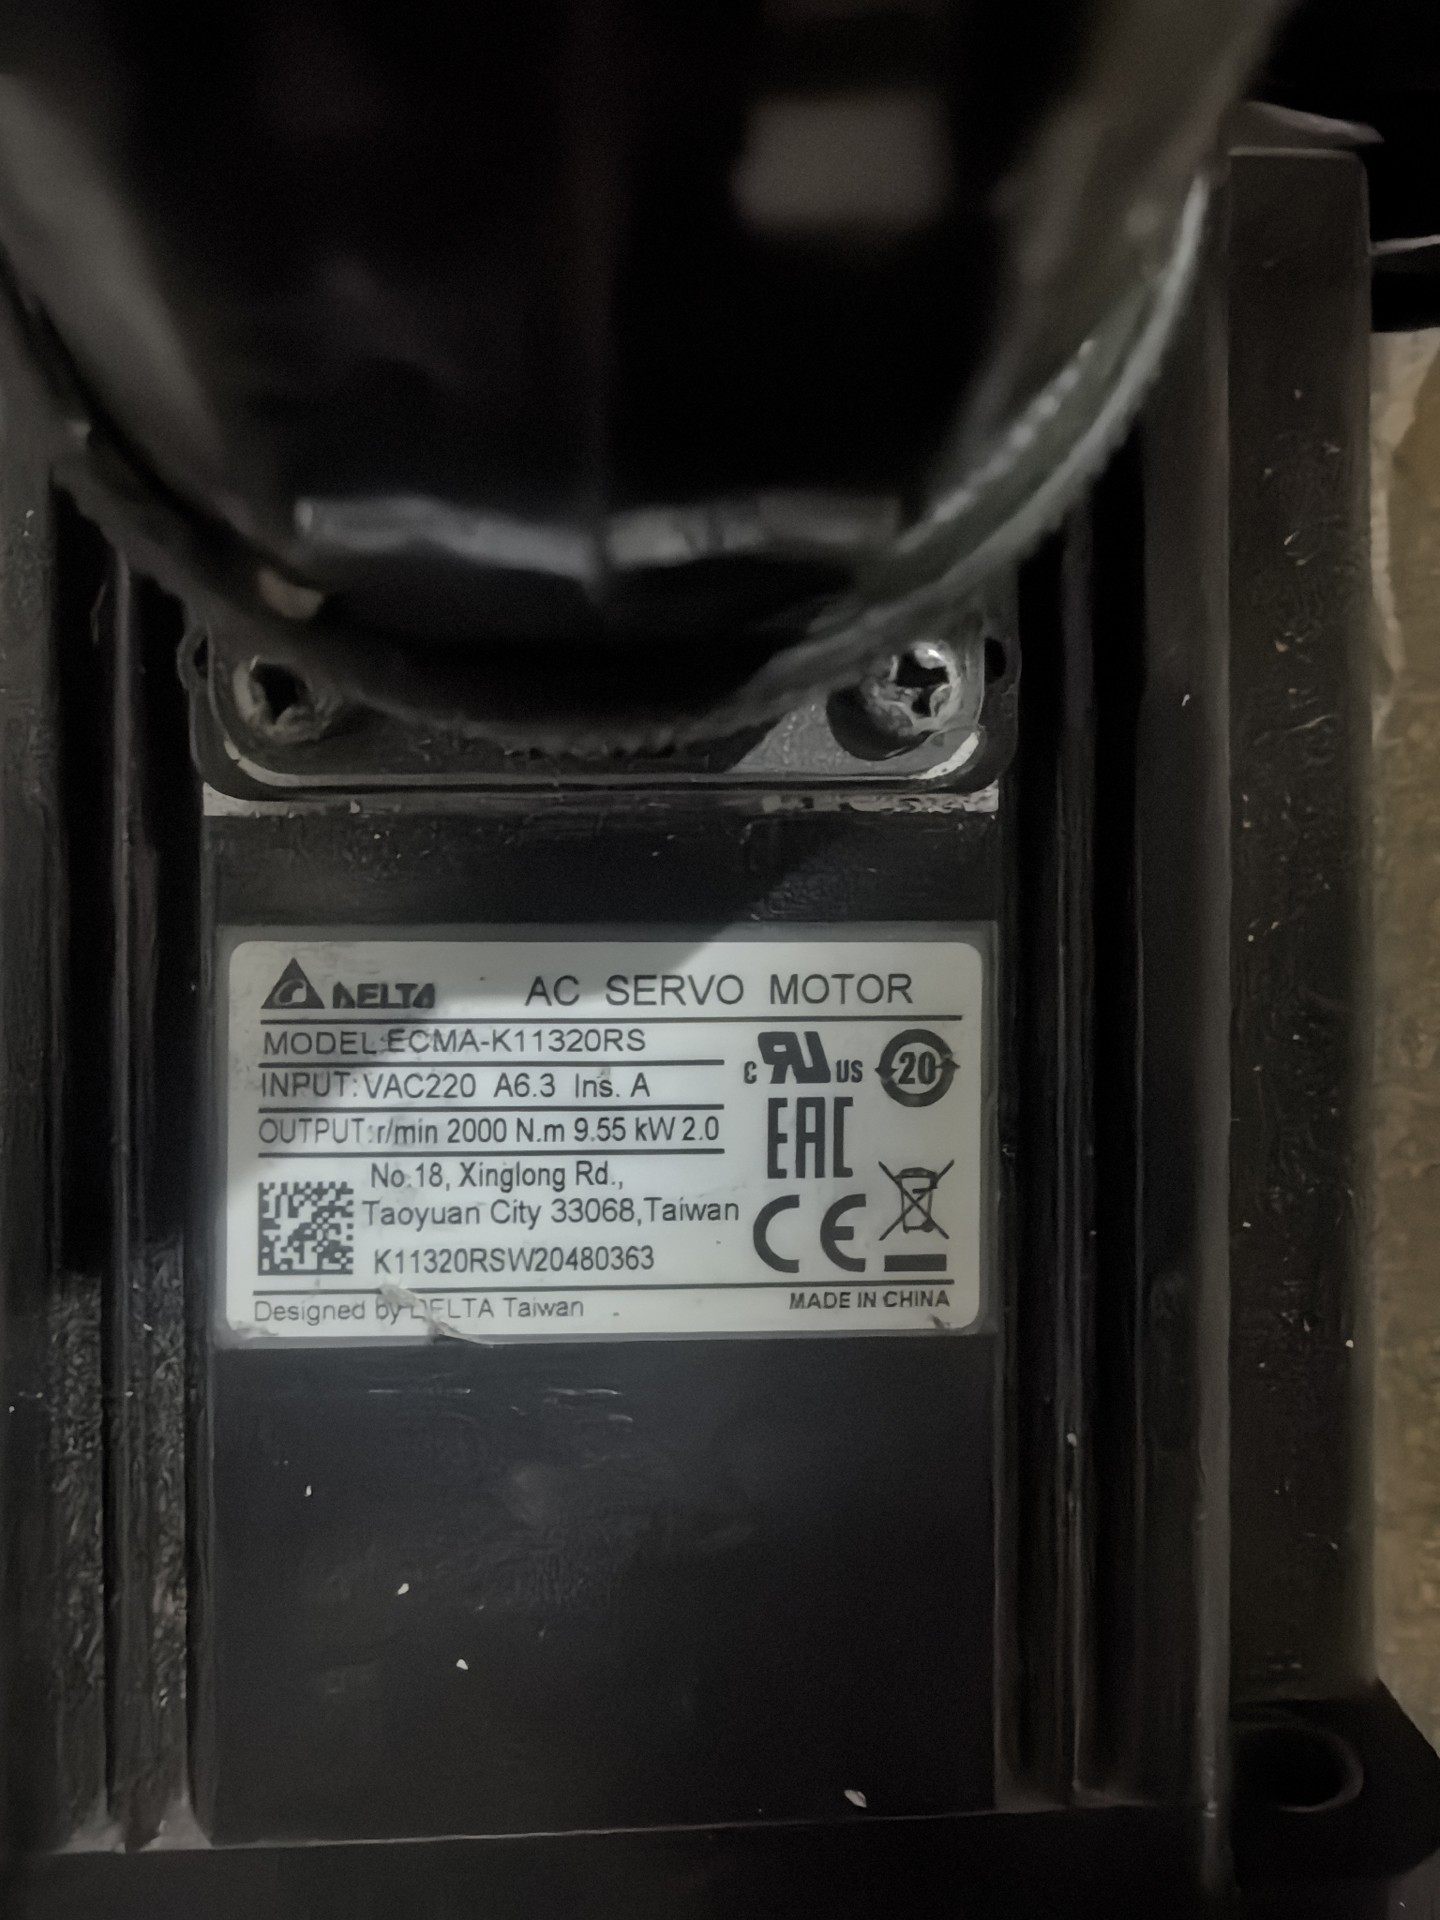 DELTA AC SERVO MOTOR
MODEL:ECMA-K11320RS
INPUT:VAC220 A6.3 Ins. A
OUTPUT:r/min 2000 N.m 9.55 kW 2.0
c RU US 20
EAC
No.18, Xinglong Rd.,
Taoyuan City 33068,Taiwan
K11320RSW20480363
CE
Designed by DELTA Taiwan
MADE IN CHINA